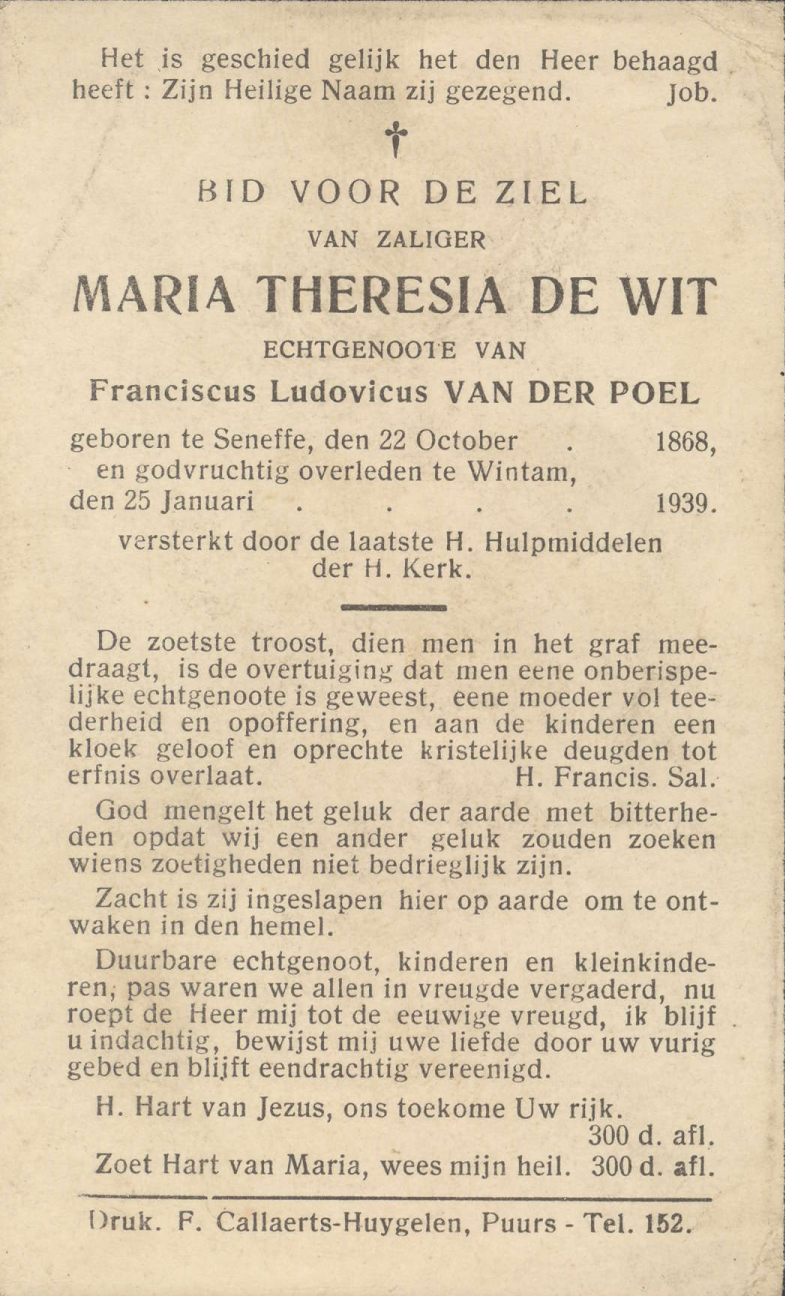 Het is geschied gelijk het den Heer behaagd
heeft : Zijn Heilige Naam zij gezegend. Job.
†
BID VOOR DE ZIEL
VAN ZALIGER
MARIA THERESIA DE WIT
ECHTGENOOTE VAN
Franciscus Ludovicus VAN DER POEL
geboren te Seneffe, den 22 October . 1868,
en godvruchtig overleden te Wintam,
den 25 Januari . . . . 1939.
versterkt door de laatste H. Hulpmiddelen
der H. Kerk.
De zoetste troost, dien men in het graf mee-
draagt, is de overtuiging dat men eene onberispe-
lijke echtgenoote is geweest, eene moeder vol tee-
derheid en opoffering, en aan de kinderen een
kloek geloof en oprechte kristelijke deugden tot
erfnis overlaat. H. Francis. Sal.
God mengelt het geluk der aarde met bitterhe-
den opdat wij een ander geluk zouden zoeken
wiens zoetigheden niet bedrieglijk zijn.
Zacht is zij ingeslapen hier op aarde om te ont-
waken in den hemel.
Duurbare echtgenoot, kinderen en kleinkinde-
ren, pas waren we allen in vreugde vergaderd, nu
roept de Heer mij tot de eeuwige vreugd, ik blijf
u indachtig, bewijst mij uwe liefde door uw vurig
gebed en blijft eendrachtig vereenigd.
H. Hart van Jezus, ons toekome Uw rijk.
300 d. afl.
Zoet Hart van Maria, wees mijn heil. 300 d. afl.
Druk. F. Callaerts-Huygelen, Puurs - Tel. 152.